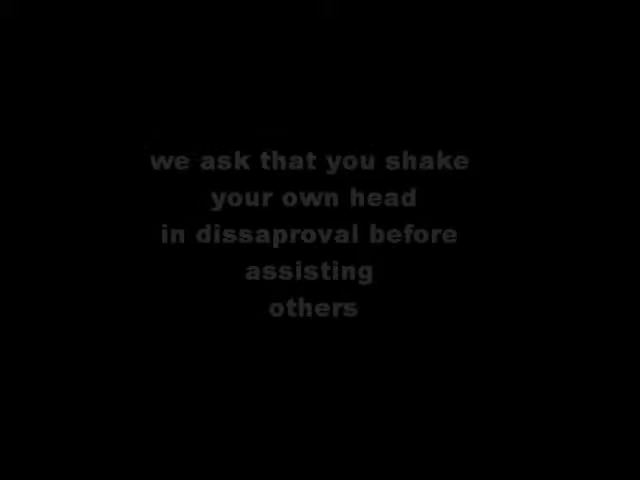 we ask that you shake
your own head
in dissaproval before
assisting
others